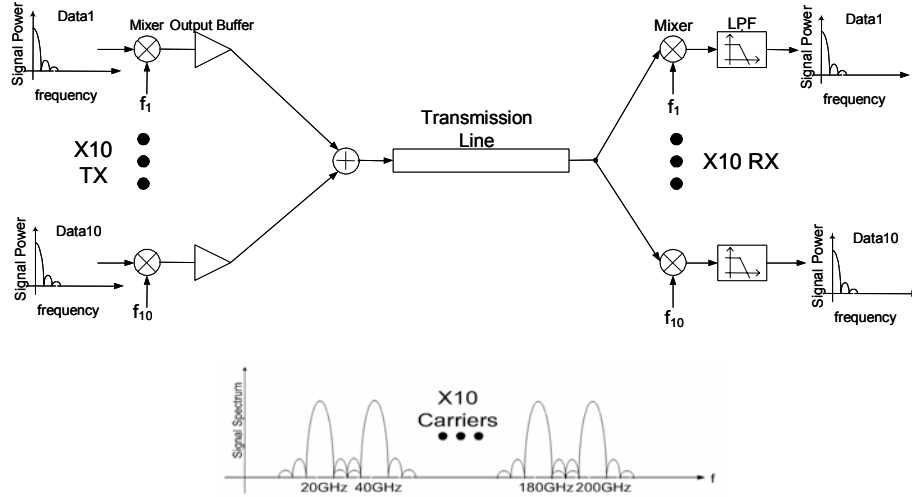 Data1
Signal Power
frequency
Mixer
Output Buffer
f1
X10
TX
Data10
Signal Power
frequency
f10
Transmission
Line
Mixer
LPF
f1
X10 RX
f10
Data1
Signal Power
frequency
Data10
Signal Power
frequency
Signal Spectrum
X10
Carriers
20GHz
40GHz
180GHz
200GHz
f